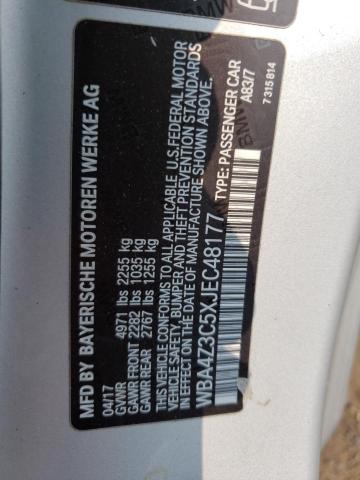 MFD BY BAYERISCHE MOTOREN WERKE AG
04/17
GVWR 4971 lbs 2255 kg
GAWR FRONT 2282 lbs 1035 kg
GAWR REAR 2767 lbs 1255 kg
THIS VEHICLE CONFORMS TO ALL APPLICABLE U.S. FEDERAL MOTOR
VEHICLE SAFETY, BUMPER AND THEFT PREVENTION STANDARDS
IN EFFECT ON THE DATE OF MANUFACTURE SHOWN ABOVE.
WBA4Z3C5XJEC48177 TYPE: PASSENGER CAR
A83/7
7 315 814